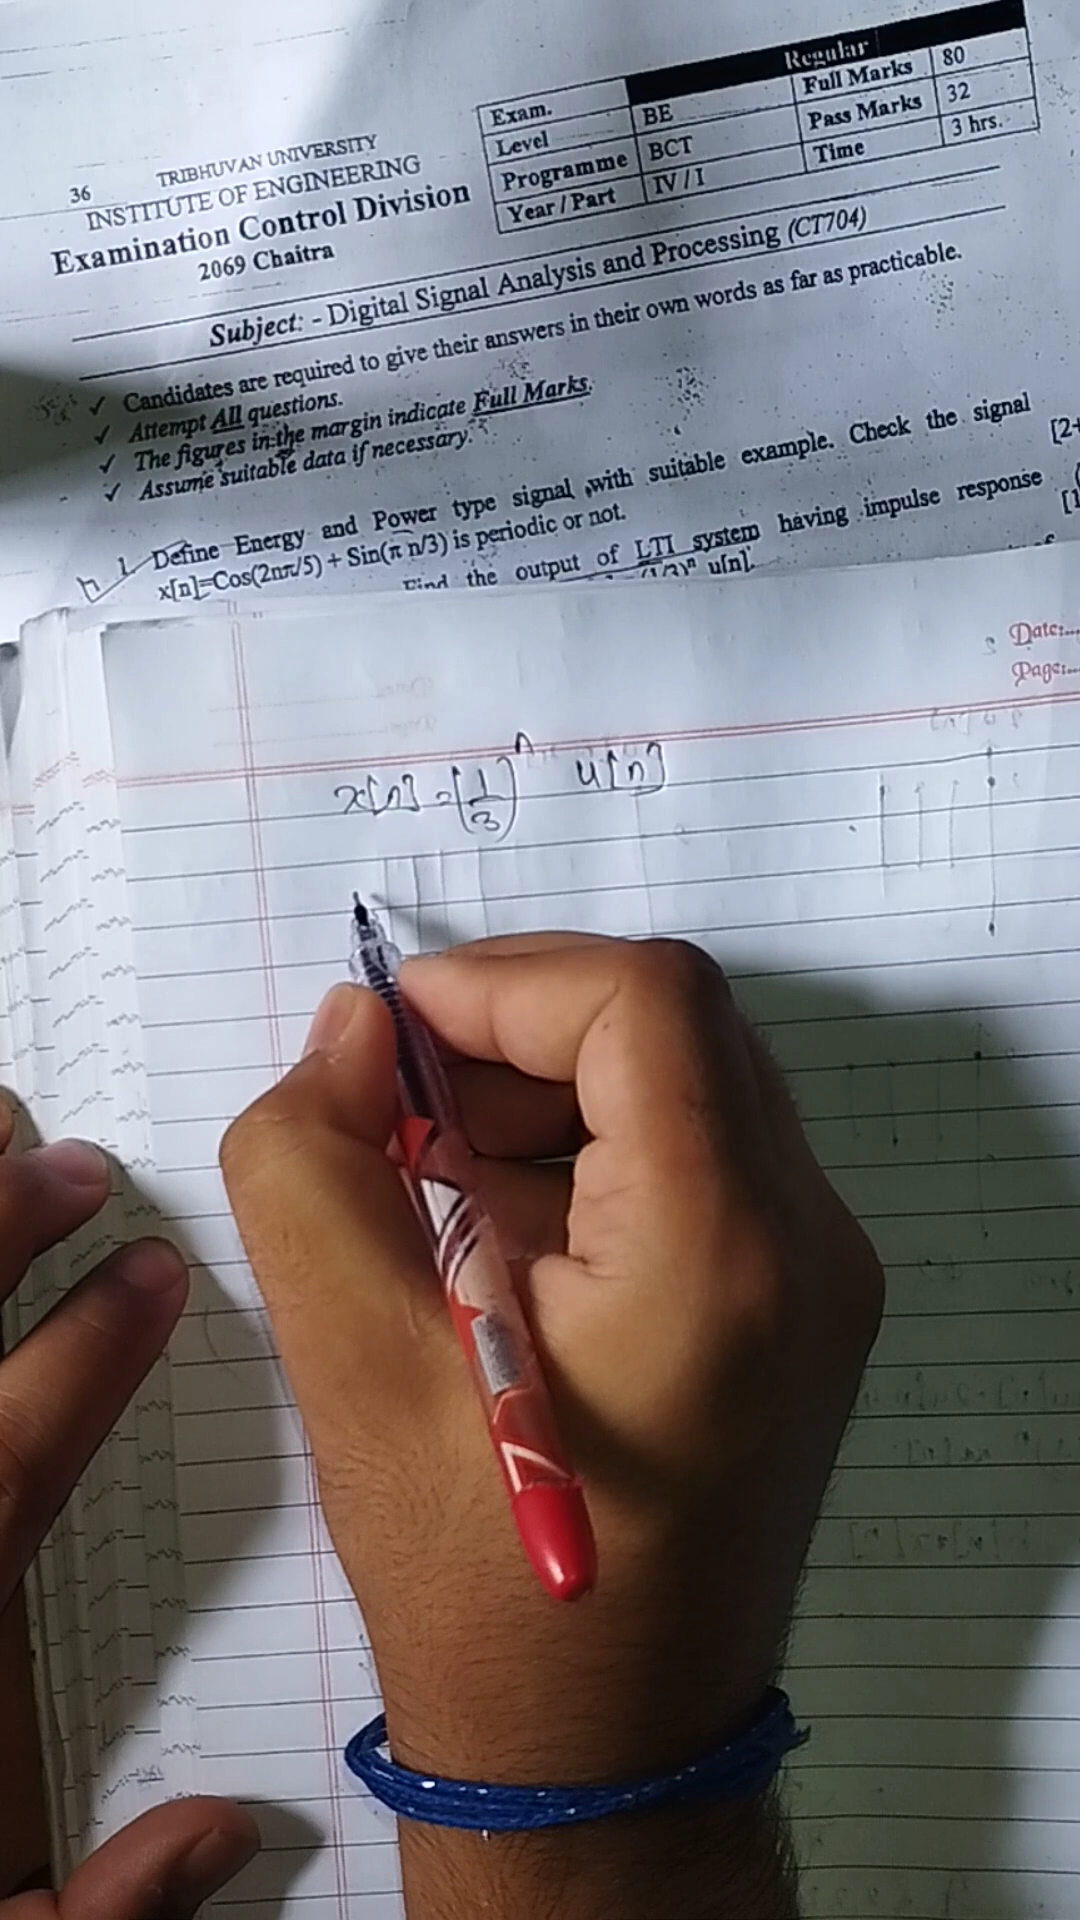 36
TRIBHUVAN UNIVERSITY
INSTITUTE OF ENGINEERING
Examination Control Division
2069 Chaitra
Exam. Regular
Level BE Full Marks 80
Programme BCT Pass Marks 32
Year / Part IV / I Time 3 hrs.
Subject: - Digital Signal Analysis and Processing (CT704)
✓ Candidates are required to give their answers in their own words as far as practicable.
✓ Attempt All questions.
✓ The figures in the margin indicate Full Marks.
✓ Assume suitable data if necessary.
1. Define Energy and Power type signal with suitable example. Check the signal [2+
x[n]=Cos(2nπ/5) + Sin(π n/3) is periodic or not.
Find the output of LTI system having impulse response
u[n].
Date:...
Page:...
x[n] = (1/3)^n u[n]